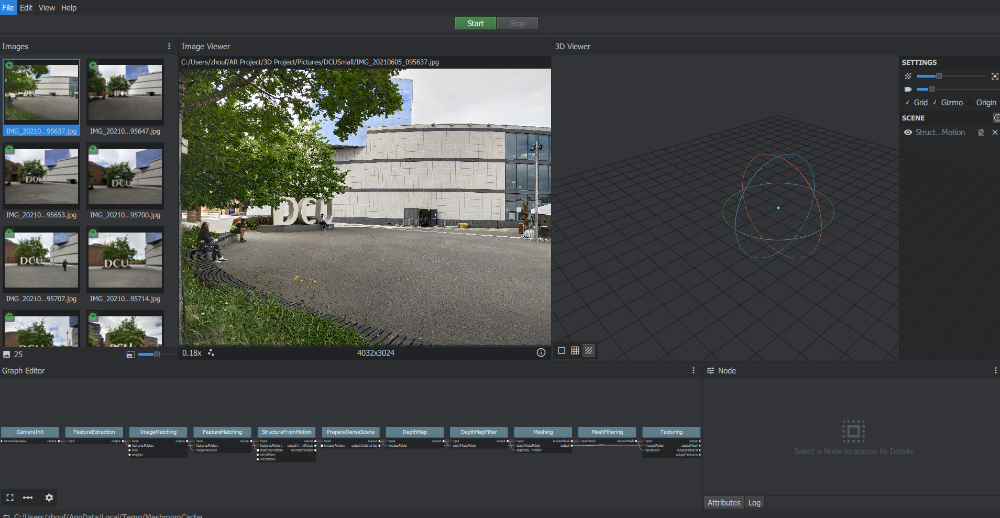 File Edit View Help
Start Stop
Images
Image Viewer
3D Viewer
C:/Users/zhouf/AR Project/3D Project/Pictures/DCUSmall/IMG_20210605_095637.jpg
SETTINGS
Grid Gizmo Origin
SCENE
Struct...Motion
IMG_20210...95637.jpg IMG_20210...95647.jpg
IMG_20210...95653.jpg IMG_20210...95700.jpg
IMG_20210...95707.jpg IMG_20210...95714.jpg
DCU
DCU
DCU
DCU
DCU
25
0.18x
4032x3024
Graph Editor
Node
CameraInit FeatureExtraction ImageMatching FeatureMatching StructureFromMotion PrepareDenseScene DepthMap DepthMapFilter Meshing MeshFiltering Texturing
sensorDatabase output input output input output input output input output input output input output input output input outputMesh inputMesh outputMesh input output
featuresFolders featuresFolders featuresFolders outputV...ndPoses imagesFolders outputUndistorted imagesFolder depthMapsFolder depthMapsFolder output imagesFolder outputMesh
tree imagePairsList matchesFolders extraInfoFolder depthMa...rFolder inputMesh outputMaterial
weights initialPairA outputTextures
initialPairB
Select a Node to access its Details
Attributes Log
C:/Users/zhouf/AppData/Local/Temp/MeshroomCache